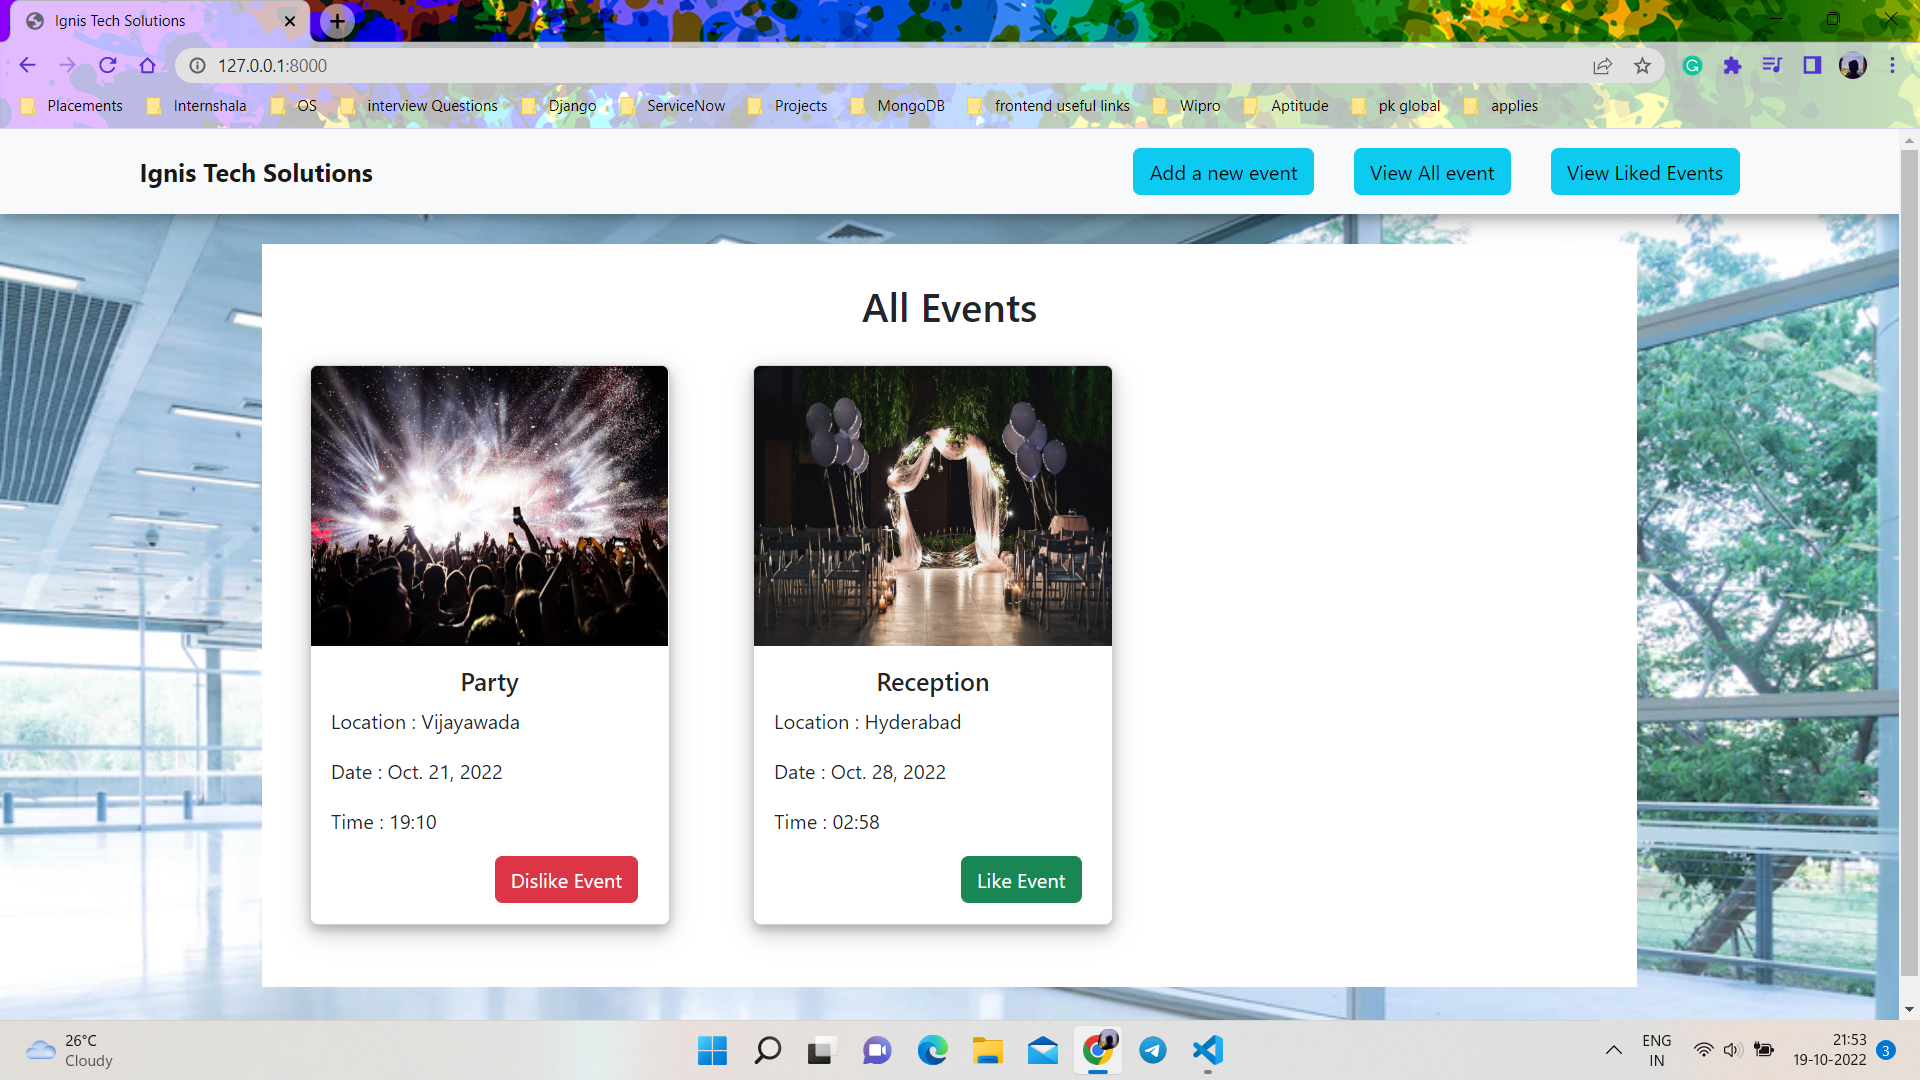 Ignis Tech Solutions
127.0.0.1:8000
Placements Internshala OS interview Questions Django ServiceNow Projects MongoDB frontend useful links Wipro Aptitude pk global applies
Ignis Tech Solutions Add a new event View All event View Liked Events
All Events
Party
Location : Vijayawada
Date : Oct. 21, 2022
Time : 19:10
Dislike Event
Reception
Location : Hyderabad
Date : Oct. 28, 2022
Time : 02:58
Like Event
26°C
Cloudy
ENG
IN
21:53
19-10-2022
3